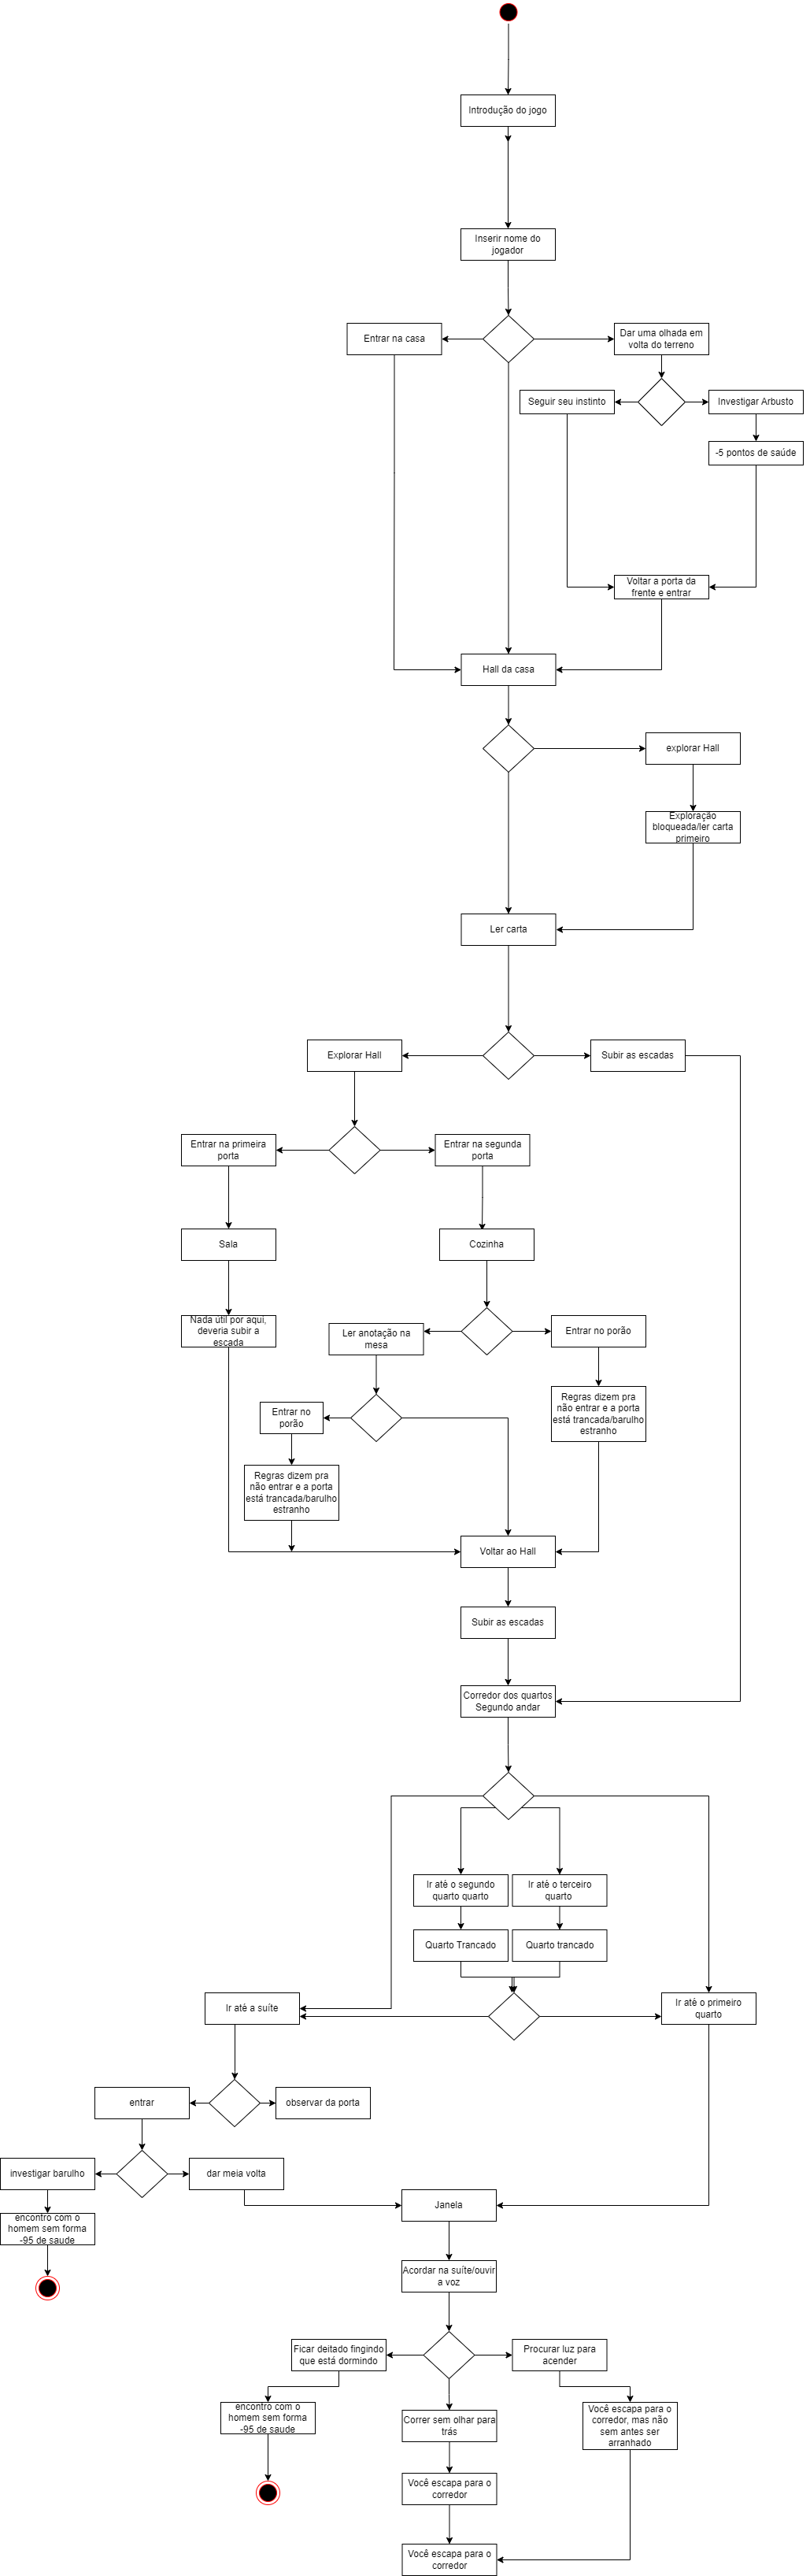 Introdução do jogo
Inserir nome do
jogador
Entrar na casa
Dar uma olhada em
volta do terreno
Seguir seu instinto
Investigar Arbusto
-5 pontos de saúde
Voltar a porta da
frente e entrar
Hall da casa
explorar Hall
Exploração
bloqueada/ler carta
primeiro
Ler carta
Explorar Hall
Subir as escadas
Entrar na primeira
porta
Entrar na segunda
porta
Sala
Cozinha
Nada útil por aqui,
deveria subir a
escada
Ler anotação na
mesa
Entrar no porão
Entrar no
porão
Regras dizem pra
não entrar e a porta
está trancada/barulho
estranho
Regras dizem pra
não entrar e a porta
está trancada/barulho
estranho
Voltar ao Hall
Subir as escadas
Corredor dos quartos
Segundo andar
Ir até o segundo
quarto quarto
Ir até o terceiro
quarto
Quarto Trancado
Quarto trancado
Ir até a suíte
Ir até o primeiro
quarto
entrar
observar da porta
investigar barulho
dar meia volta
encontro com o
homem sem forma
-95 de saude
Janela
Acordar na suíte/ouvir
a voz
Ficar deitado fingindo
que está dormindo
Procurar luz para
acender
encontro com o
homem sem forma
-95 de saude
Correr sem olhar para
trás
Você escapa para o
corredor, mas não
sem antes ser
arranhado
Você escapa para o
corredor
Você escapa para o
corredor